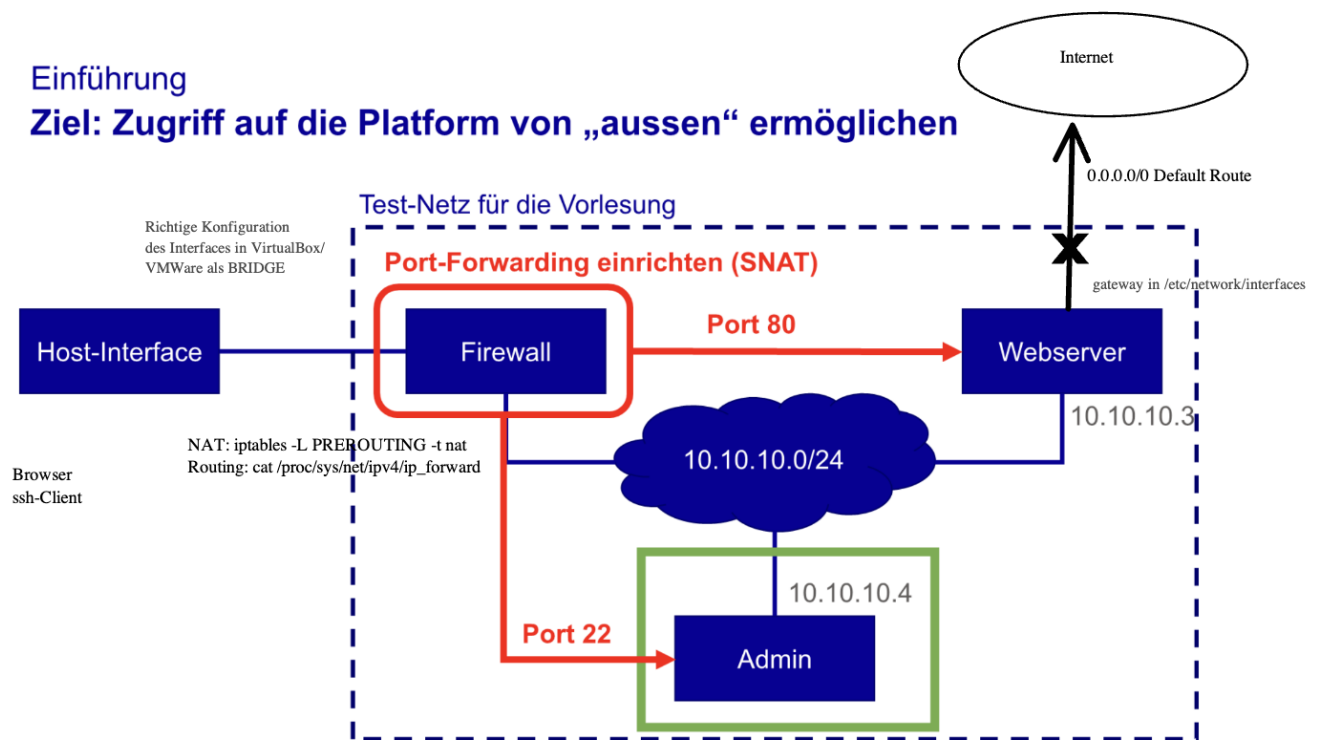 Einführung
Ziel: Zugriff auf die Platform von „aussen“ ermöglichen
Internet
0.0.0.0/0 Default Route
Test-Netz für die Vorlesung
Richtige Konfiguration
des Interfaces in VirtualBox/
VMWare als BRIDGE
Port-Forwarding einrichten (SNAT)
X
gateway in /etc/network/interfaces
Host-Interface
Firewall
Port 80
Webserver
10.10.10.3
NAT: iptables -L PREROUTING -t nat
Routing: cat /proc/sys/net/ipv4/ip_forward
10.10.10.0/24
Browser
ssh-Client
10.10.10.4
Port 22
Admin